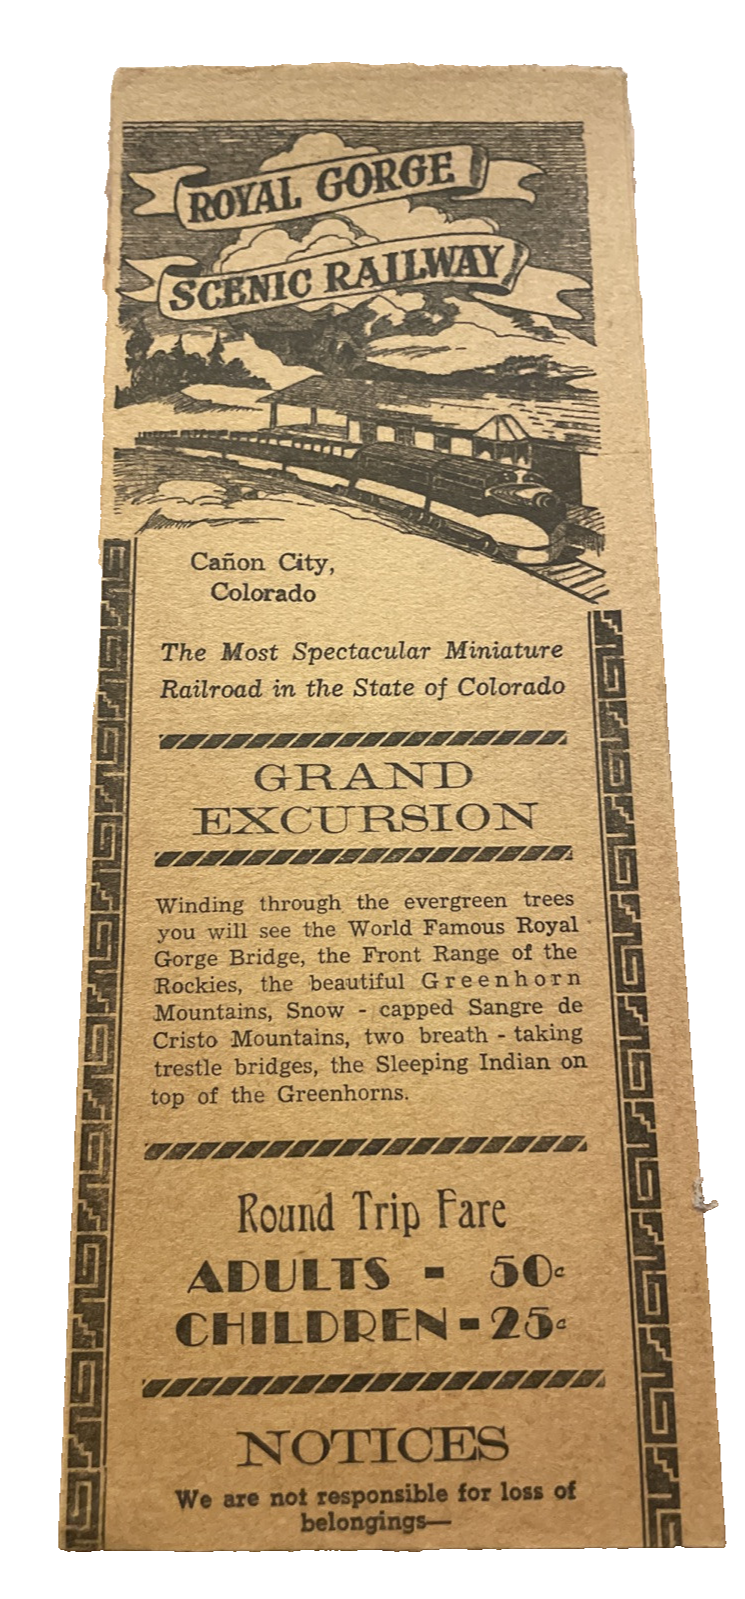 ROYAL GORGE
SCENIC RAILWAY
Cañon City,
Colorado
The Most Spectacular Miniature
Railroad in the State of Colorado
GRAND
EXCURSION
Winding through the evergreen trees
you will see the World Famous Royal
Gorge Bridge, the Front Range of the
Rockies, the beautiful Greenhorn
Mountains, Snow - capped Sangre de
Cristo Mountains, two breath - taking
trestle bridges, the Sleeping Indian on
top of the Greenhorns.
Round Trip Fare
ADULTS - 50c
CHILDREN - 25c
NOTICES
We are not responsible for loss of
belongings—